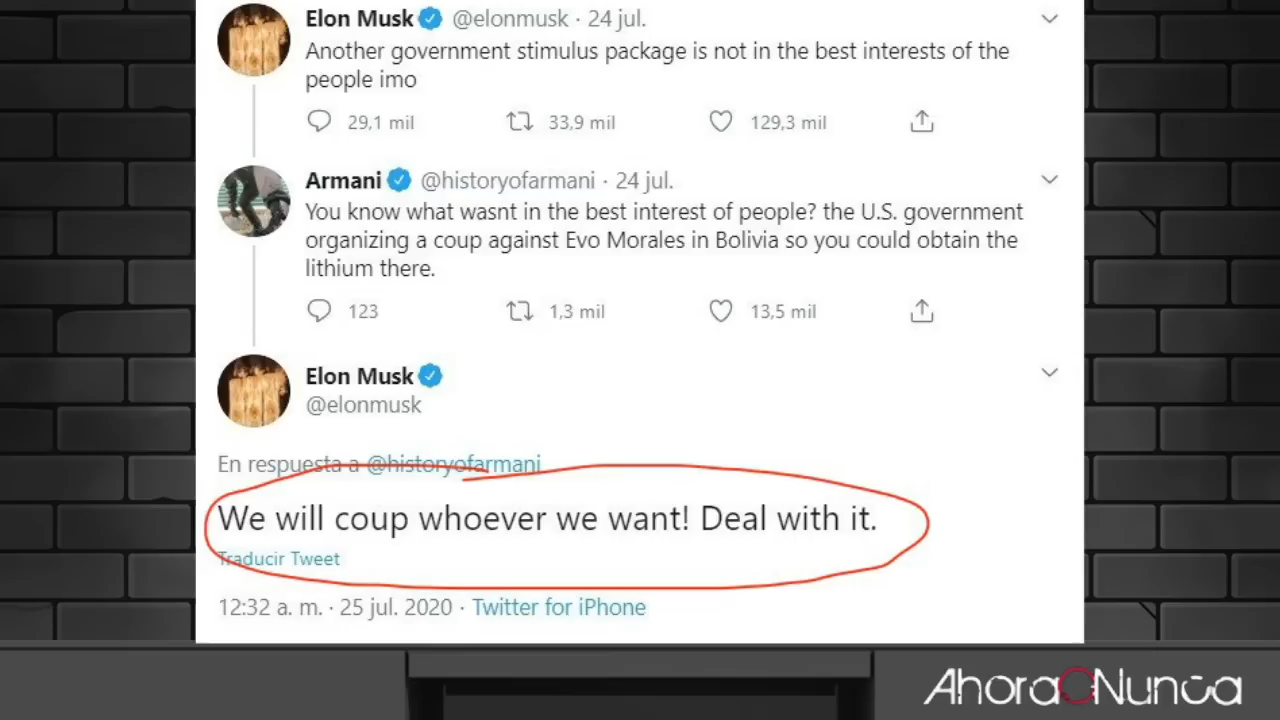 Elon Musk @elonmusk · 24 jul.
Another government stimulus package is not in the best interests of the
people imo
29,1 mil 33,9 mil 129,3 mil
Armani @historyofarmani · 24 jul.
You know what wasnt in the best interest of people? the U.S. government
organizing a coup against Evo Morales in Bolivia so you could obtain the
lithium there.
123 1,3 mil 13,5 mil
Elon Musk
@elonmusk
En respuesta a @historyofarmani
We will coup whoever we want! Deal with it.
Traducir Tweet
12:32 a. m. · 25 jul. 2020 · Twitter for iPhone
AhoraONunca